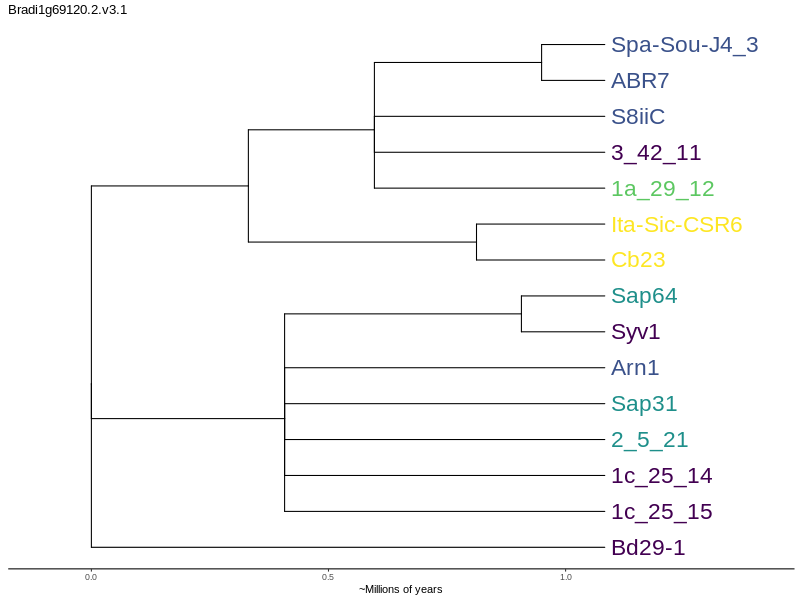 Bradi1g69120.2.v3.1
Spa-Sou-J4_3
ABR7
S8iiC
3_42_11
1a_29_12
Ita-Sic-CSR6
Cb23
Sap64
Syv1
Arn1
Sap31
2_5_21
1c_25_14
1c_25_15
Bd29-1
0.0 0.5 1.0
~Millions of years